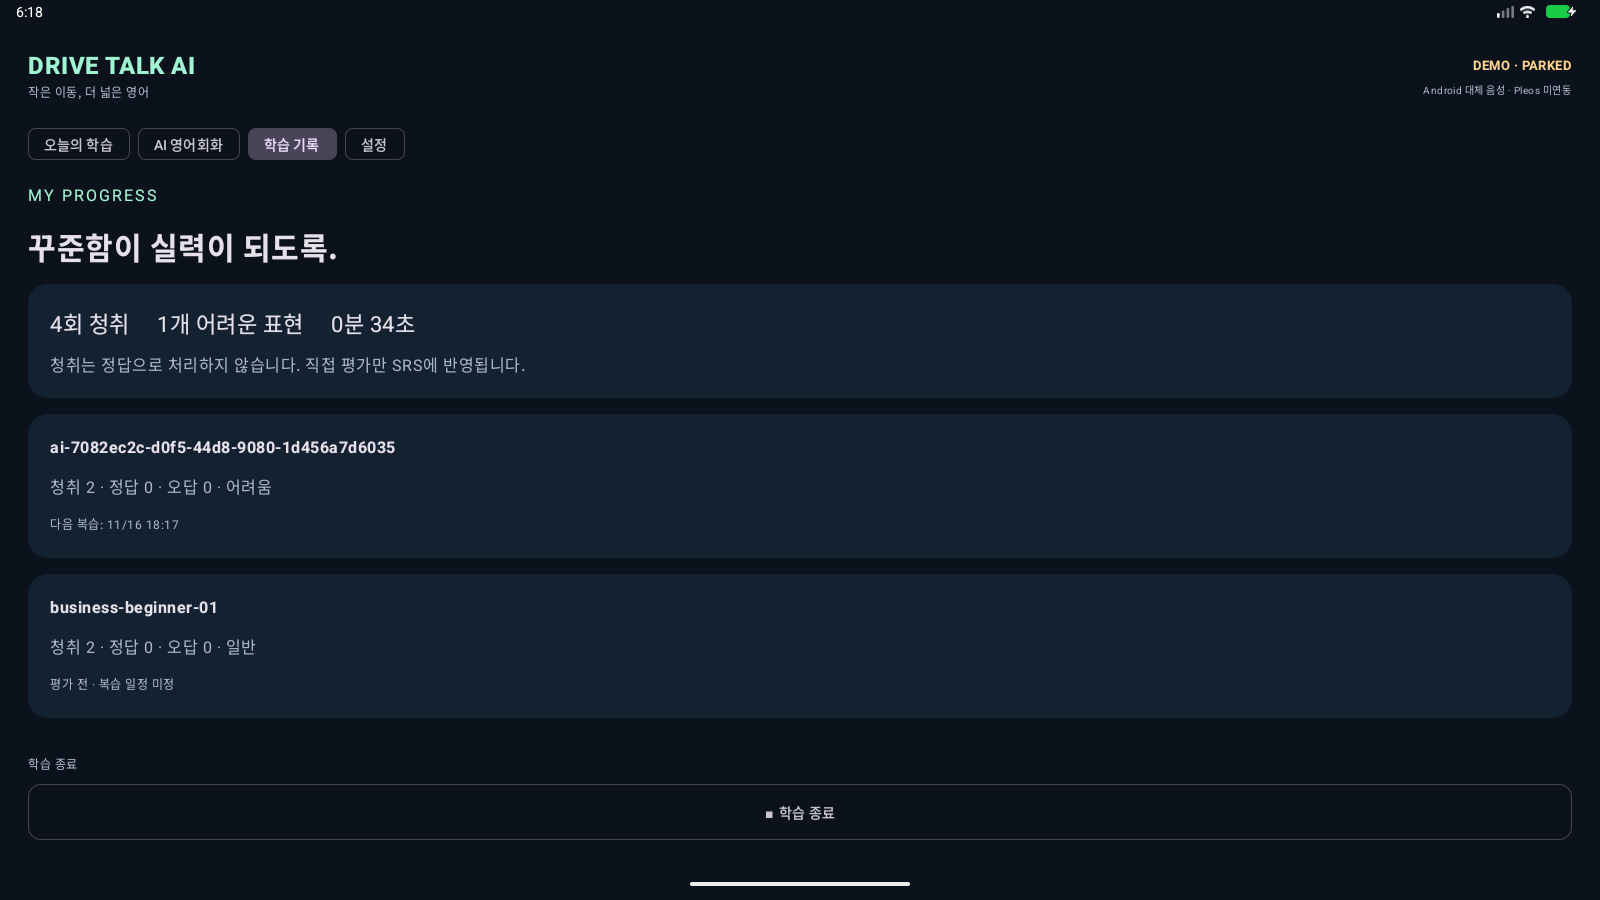 6:18
DRIVE TALK AI
작은 이동, 더 넓은 영어
DEMO · PARKED
Android 대체 음성 · Pleos 미연동
오늘의 학습
AI 영어회화
학습 기록
설정
MY PROGRESS
꾸준함이 실력이 되도록.
4회 청취 1개 어려운 표현 0분 34초
청취는 정답으로 처리하지 않습니다. 직접 평가만 SRS에 반영됩니다.
ai-7082ec2c-d0f5-44d8-9080-1d456a7d6035
청취 2 · 정답 0 · 오답 0 · 어려움
다음 복습: 11/16 18:17
business-beginner-01
청취 2 · 정답 0 · 오답 0 · 일반
평가 전 · 복습 일정 미정
학습 종료
■ 학습 종료